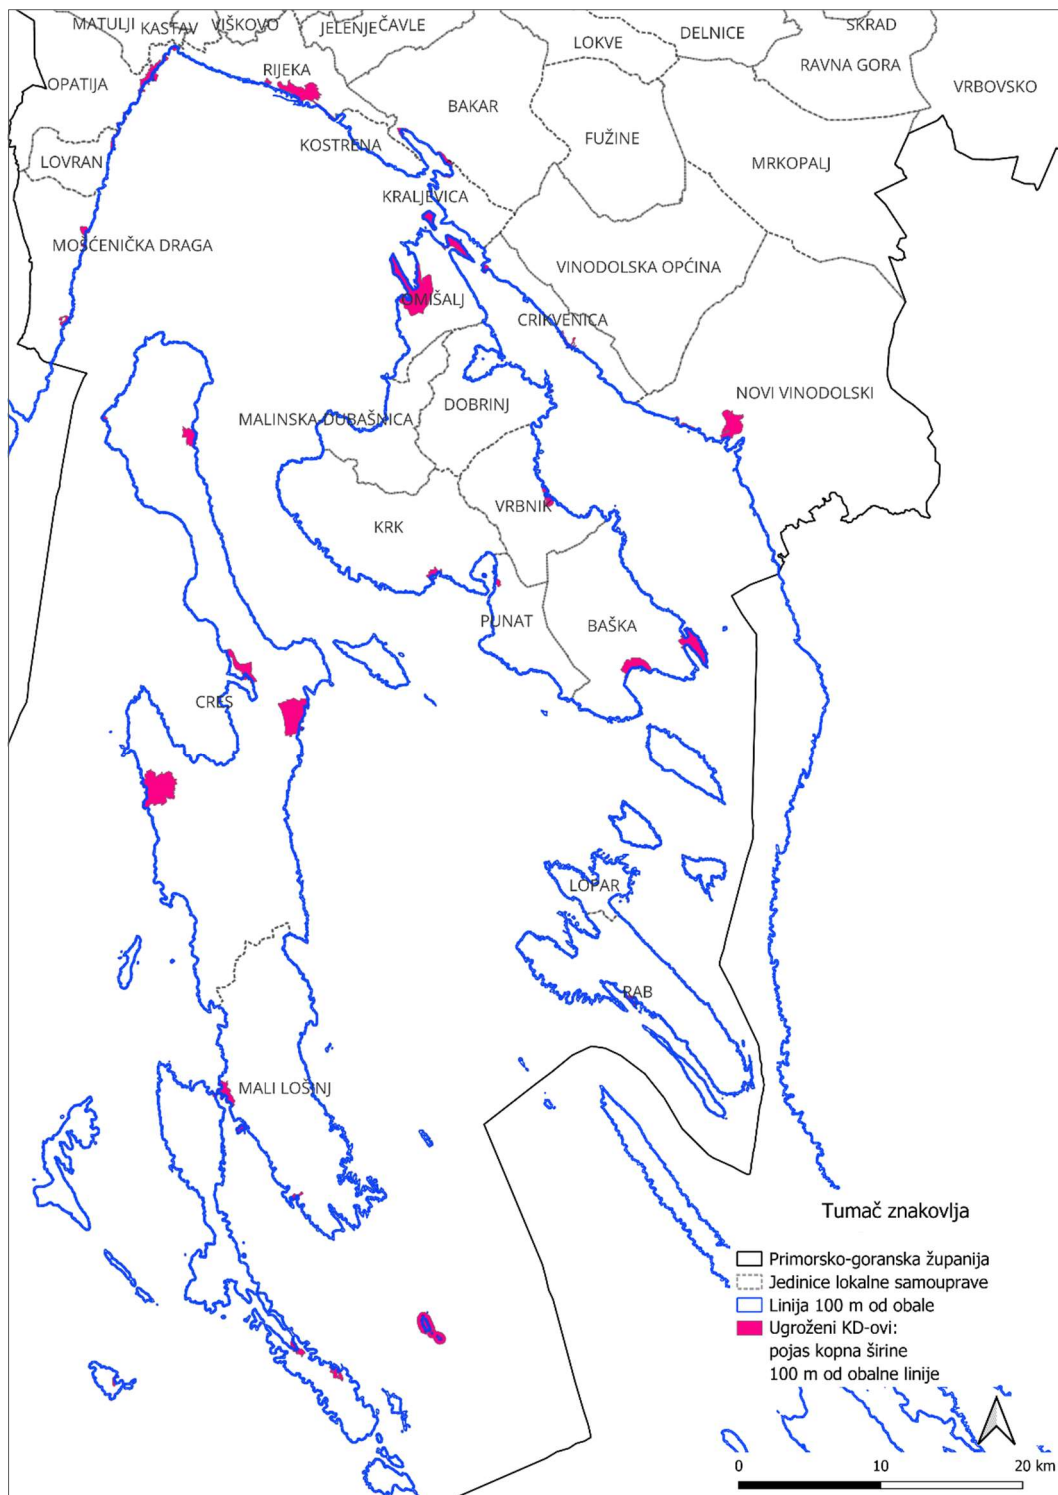 MATULJI
KASTAV
VIŠKOVO
JELENJE
ČAVLE
LOKVE
DELNICE
SKRAD
OPATIJA
RIJEKA
RAVNA GORA
VRBOVSKO
BAKAR
KOSTRENA
FUŽINE
LOVRAN
MRKOPALJ
KRALJEVICA
MOŠĆENIČKA DRAGA
VINODOLSKA OPĆINA
OMIŠALJ
CRIKVENICA
NOVI VINODOLSKI
MALINSKA-DUBAŠNICA
DOBRINJ
VRBNIK
KRK
PUNAT
BAŠKA
CRES
LOPAR
RAB
MALI LOŠINJ
Tumač znakovlja
Primorsko-goranska županija
Jedinice lokalne samouprave
Linija 100 m od obale
Ugroženi KD-ovi:
pojas kopna širine
100 m od obalne linije
0 10 20 km